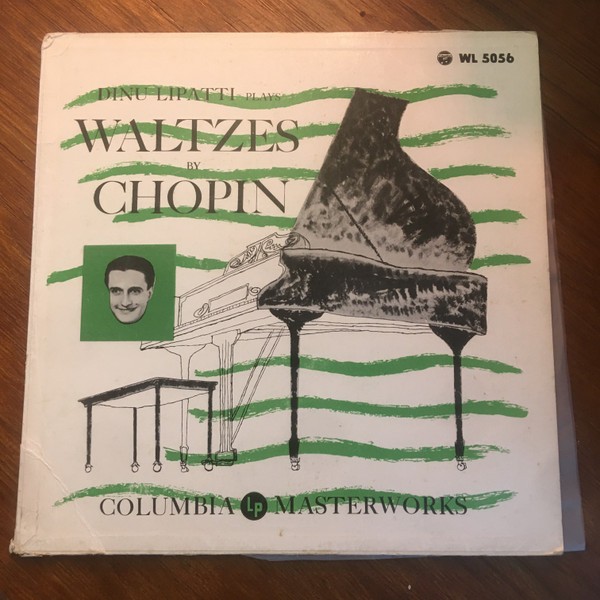 WL 5056
DINU LIPATTI PLAYS
WALTZES
BY
CHOPIN
COLUMBIA Lp MASTERWORKS